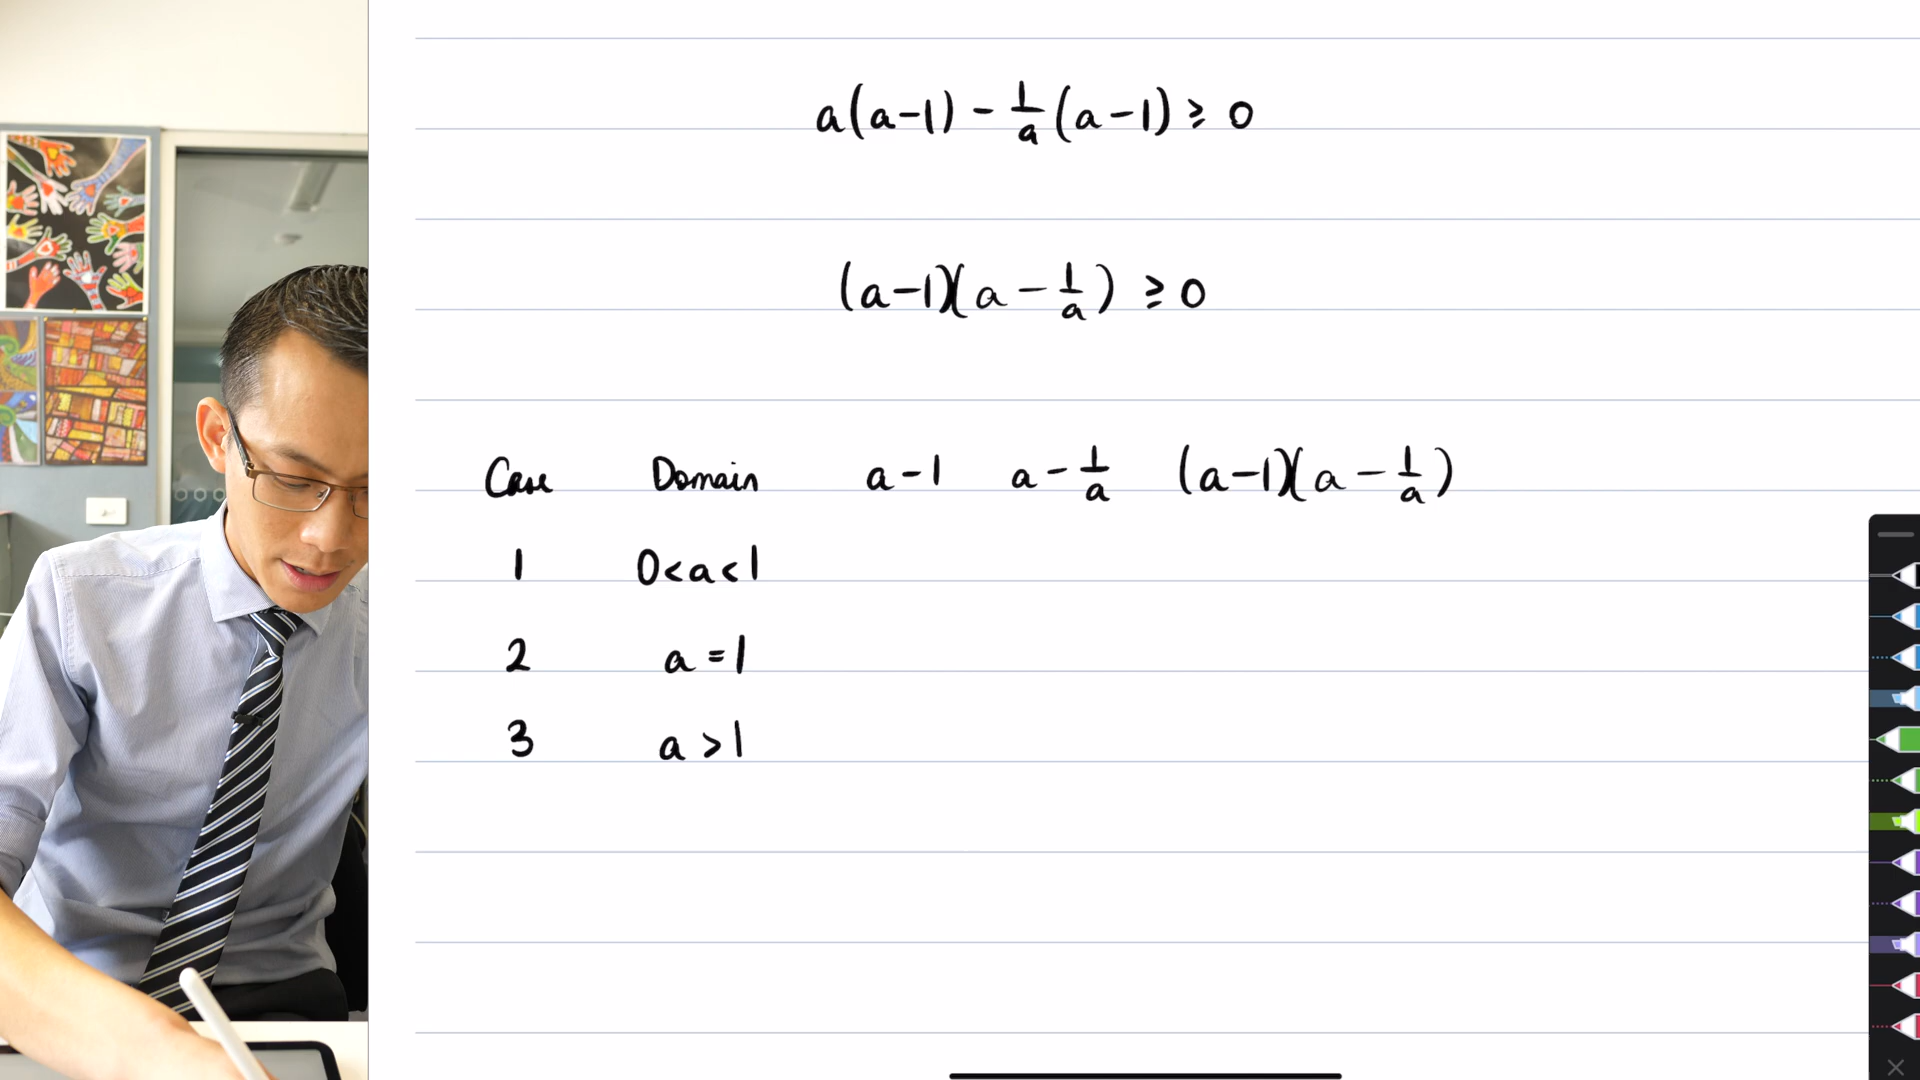 a(a-1) - 1/a (a-1) ≥ 0
(a-1)(a - 1/a) ≥ 0
Case Domain a-1 a - 1/a (a-1)(a - 1/a)
1 0<a<1
2 a=1
3 a>1